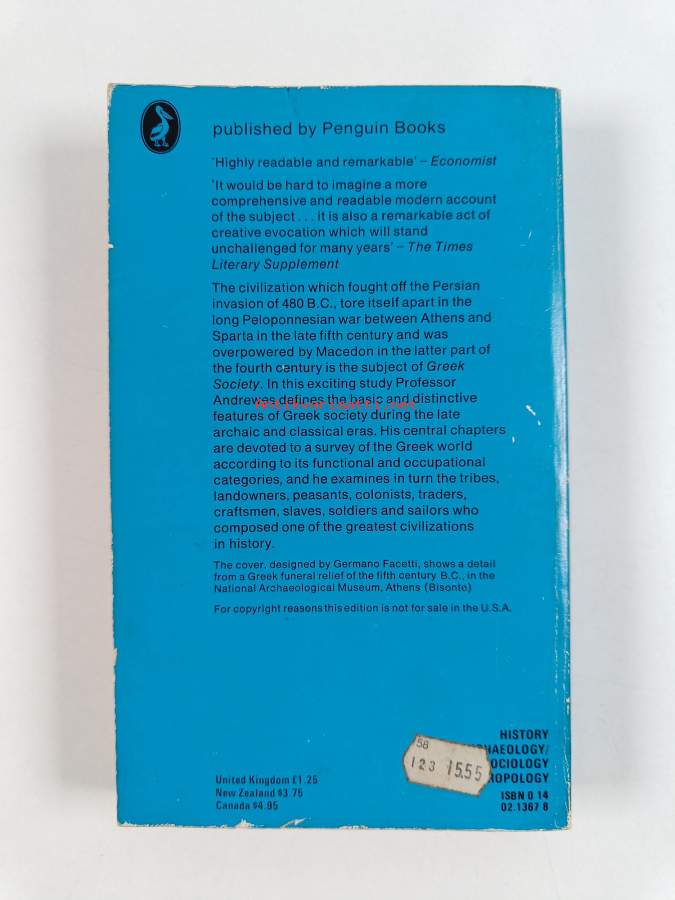 published by Penguin Books
'Highly readable and remarkable' – Economist
'It would be hard to imagine a more
comprehensive and readable modern account
of the subject . . . it is also a remarkable act of
creative evocation which will stand
unchallenged for many years' – The Times
Literary Supplement
The civilization which fought off the Persian
invasion of 480 B.C., tore itself apart in the
long Peloponnesian war between Athens and
Sparta in the late fifth century and was
overpowered by Macedon in the latter part of
the fourth century is the subject of Greek
Society. In this exciting study Professor
Andrewes defines the basic and distinctive
antikvariaatti.net
features of Greek society during the late
archaic and classical eras. His central chapters
are devoted to a survey of the Greek world
according to its functional and occupational
categories, and he examines in turn the tribes,
landowners, peasants, colonists, traders,
craftsmen, slaves, soldiers and sailors who
composed one of the greatest civilizations
in history.
The cover, designed by Germano Facetti, shows a detail
from a Greek funeral relief of the fifth century B.C., in the
National Archaeological Museum, Athens (Bisonto)
For copyright reasons this edition is not for sale in the U.S.A.
HISTORY
HAEOLOGY/
OCIOLOGY
ROPOLOGY
58
123 15.55
United Kingdom £1.25
New Zealand $3.75
Canada $4.95
ISBN 0 14
02.1367 8